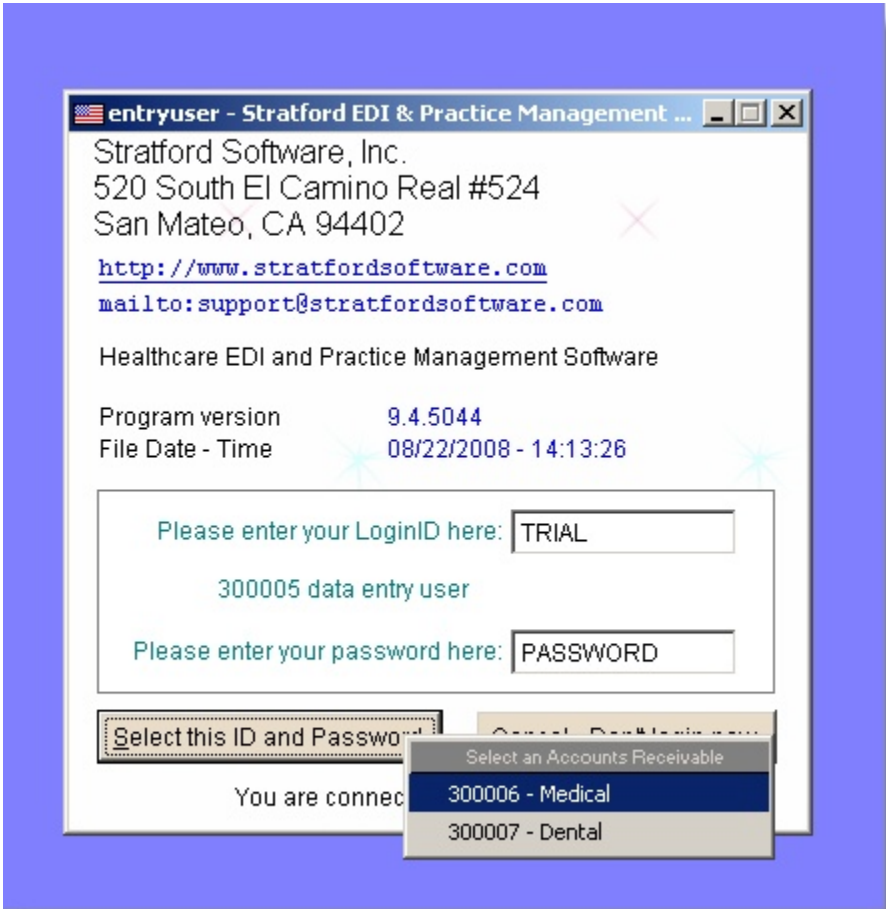 entryuser - Stratford EDI & Practice Management ...
Stratford Software, Inc.
520 South El Camino Real #524
San Mateo, CA 94402
http://www.stratfordsoftware.com
mailto:support@stratfordsoftware.com
Healthcare EDI and Practice Management Software
Program version 9.4.5044
File Date - Time 08/22/2008 - 14:13:26
Please enter your LoginID here: TRIAL
300005 data entry user
Please enter your password here: PASSWORD
Select this ID and Password
Select an Accounts Receivable
You are connec
300006 - Medical
300007 - Dental